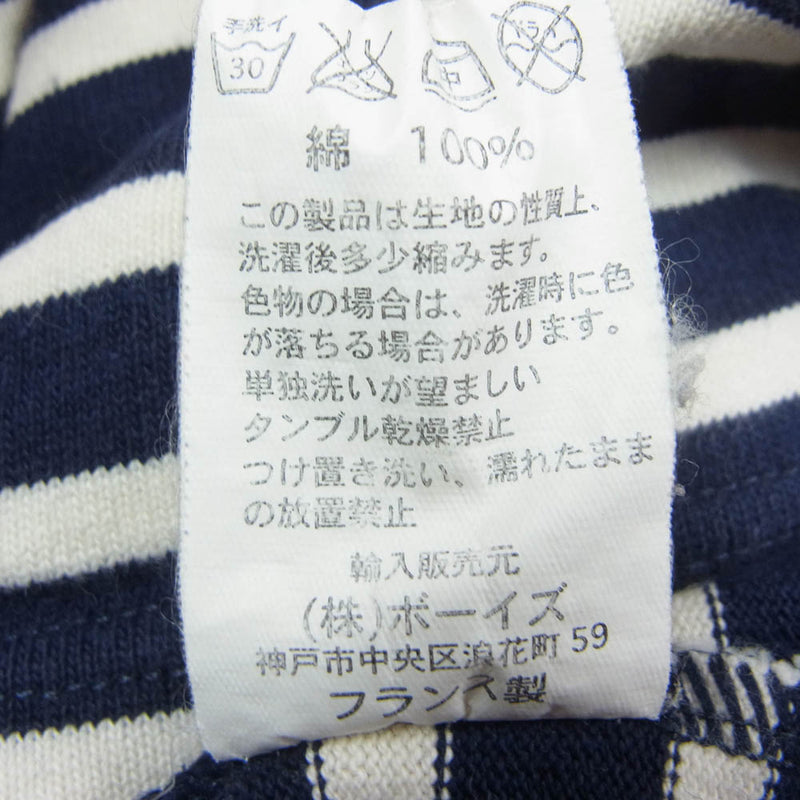 手洗イ
30
中
ドライ
綿 100%
この製品は生地の性質上、
洗濯後多少縮みます。
色物の場合は、洗濯時に色
が落ちる場合があります。
単独洗いが望ましい
タンブル乾燥禁止
つけ置き洗い、濡れたまま
の放置禁止
輸入販売元
(株)ボーイズ
神戸市中央区浪花町 59
フランス製